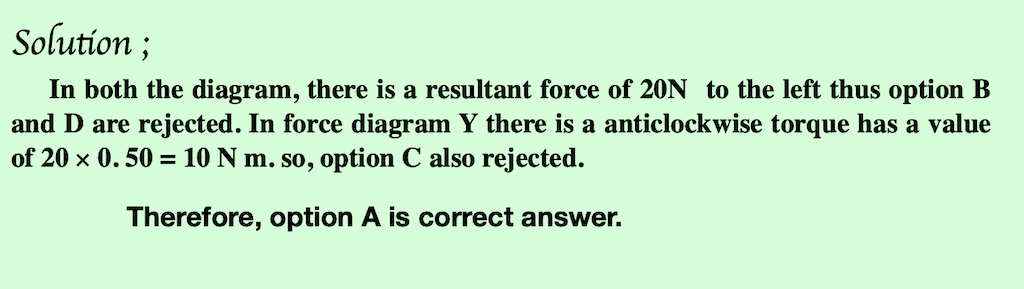 Solution ;
In both the diagram, there is a resultant force of 20N to the left thus option B
and D are rejected. In force diagram Y there is a anticlockwise torque has a value
of 20 × 0. 50 = 10 N m. so, option C also rejected.
Therefore, option A is correct answer.